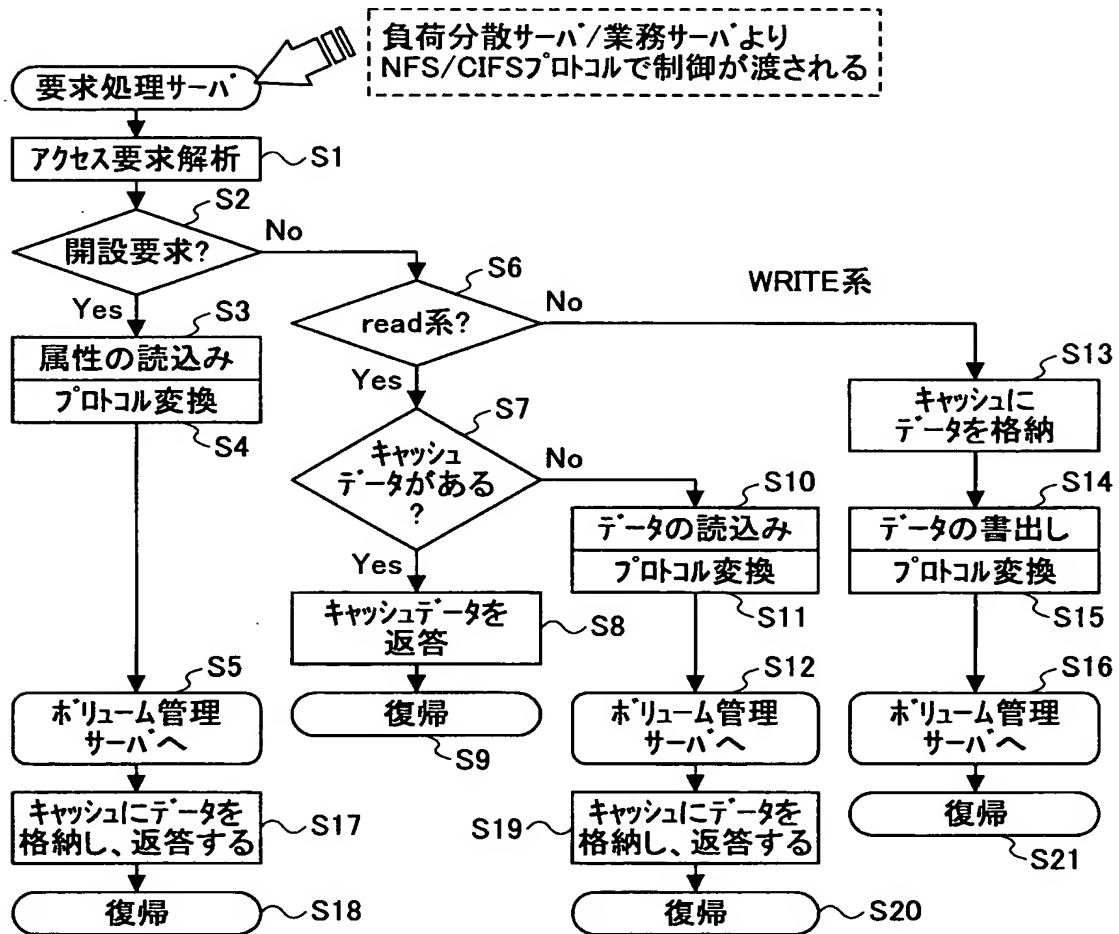 負荷分散サーバ/業務サーバより
NFS/CIFSプロトコルで制御が渡される
要求処理サーバ
アクセス要求解析
S1
S2
開設要求?
No
Yes
S3
属性の読込み
プロトコル変換
S4
S6
read系?
No
WRITE系
Yes
S7
キャッシュ
データがある
?
No
Yes
S13
キャッシュに
データを格納
S10
データの読込み
プロトコル変換
S11
S14
データの書出し
プロトコル変換
S15
キャッシュデータを
返答
S8
復帰
S9
S5
ボリューム管理
サーバへ
S12
ボリューム管理
サーバへ
S16
ボリューム管理
サーバへ
キャッシュにデータを
格納し、返答する
S17
S19
キャッシュにデータを
格納し、返答する
復帰
S21
復帰
S18
復帰
S20